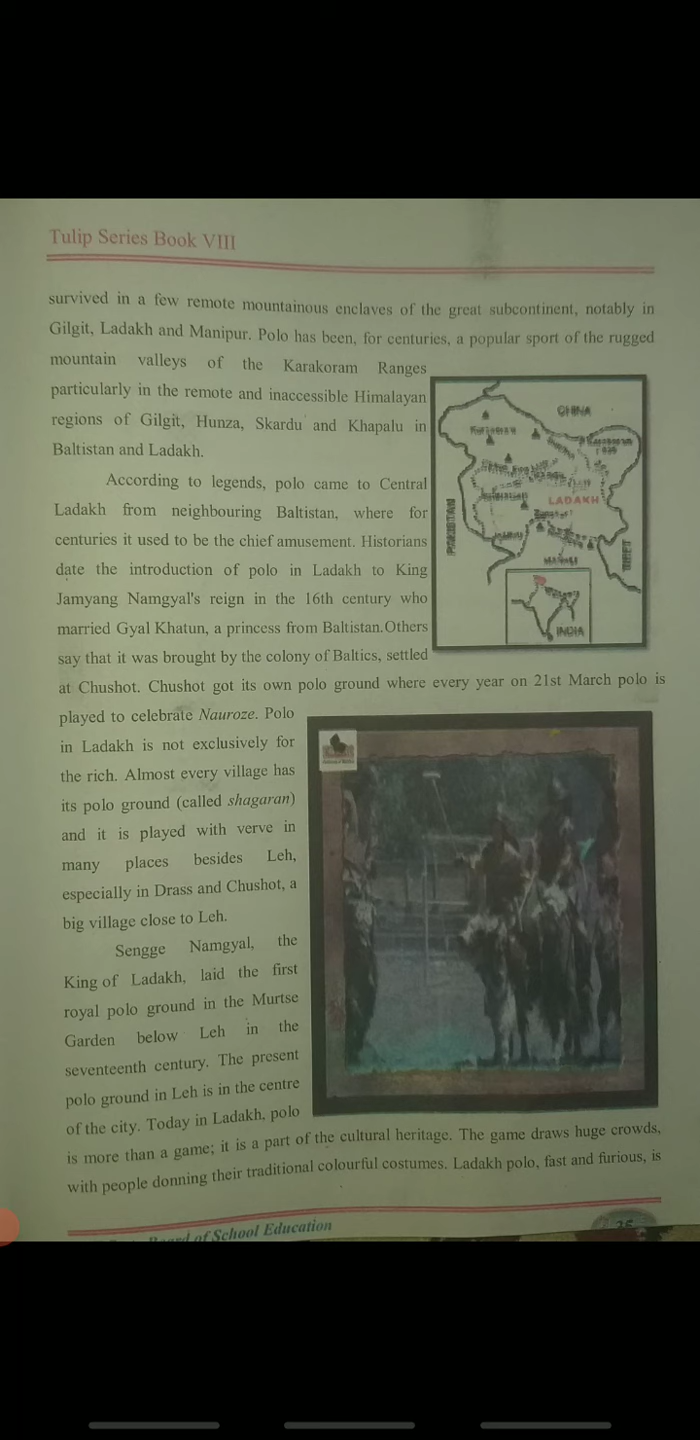 Tulip Series Book VIII
survived in a few remote mountainous enclaves of the great subcontinent, notably in
Gilgit, Ladakh and Manipur. Polo has been, for centuries, a popular sport of the rugged
mountain valleys of the Karakoram Ranges
particularly in the remote and inaccessible Himalayan
regions of Gilgit, Hunza, Skardu and Khapalu in
Baltistan and Ladakh.
According to legends, polo came to Central
Ladakh from neighbouring Baltistan, where for
centuries it used to be the chief amusement. Historians
date the introduction of polo in Ladakh to King
Jamyang Namgyal's reign in the 16th century who
married Gyal Khatun, a princess from Baltistan.Others
say that it was brought by the colony of Baltics, settled
at Chushot. Chushot got its own polo ground where every year on 21st March polo is
played to celebrate Nauroze. Polo
in Ladakh is not exclusively for
the rich. Almost every village has
its polo ground (called shagaran)
and it is played with verve in
many places besides Leh,
especially in Drass and Chushot, a
big village close to Leh.
Sengge Namgyal, the
King of Ladakh, laid the first
royal polo ground in the Murtse
Garden below Leh in the
seventeenth century. The present
polo ground in Leh is in the centre
of the city. Today in Ladakh, polo
is more than a game; it is a part of the cultural heritage. The game draws huge crowds,
with people donning their traditional colourful costumes. Ladakh polo, fast and furious, is
CHINA
LADAKH
PAKISTAN
TIBET
MANALI
INDIA
Board of School Education